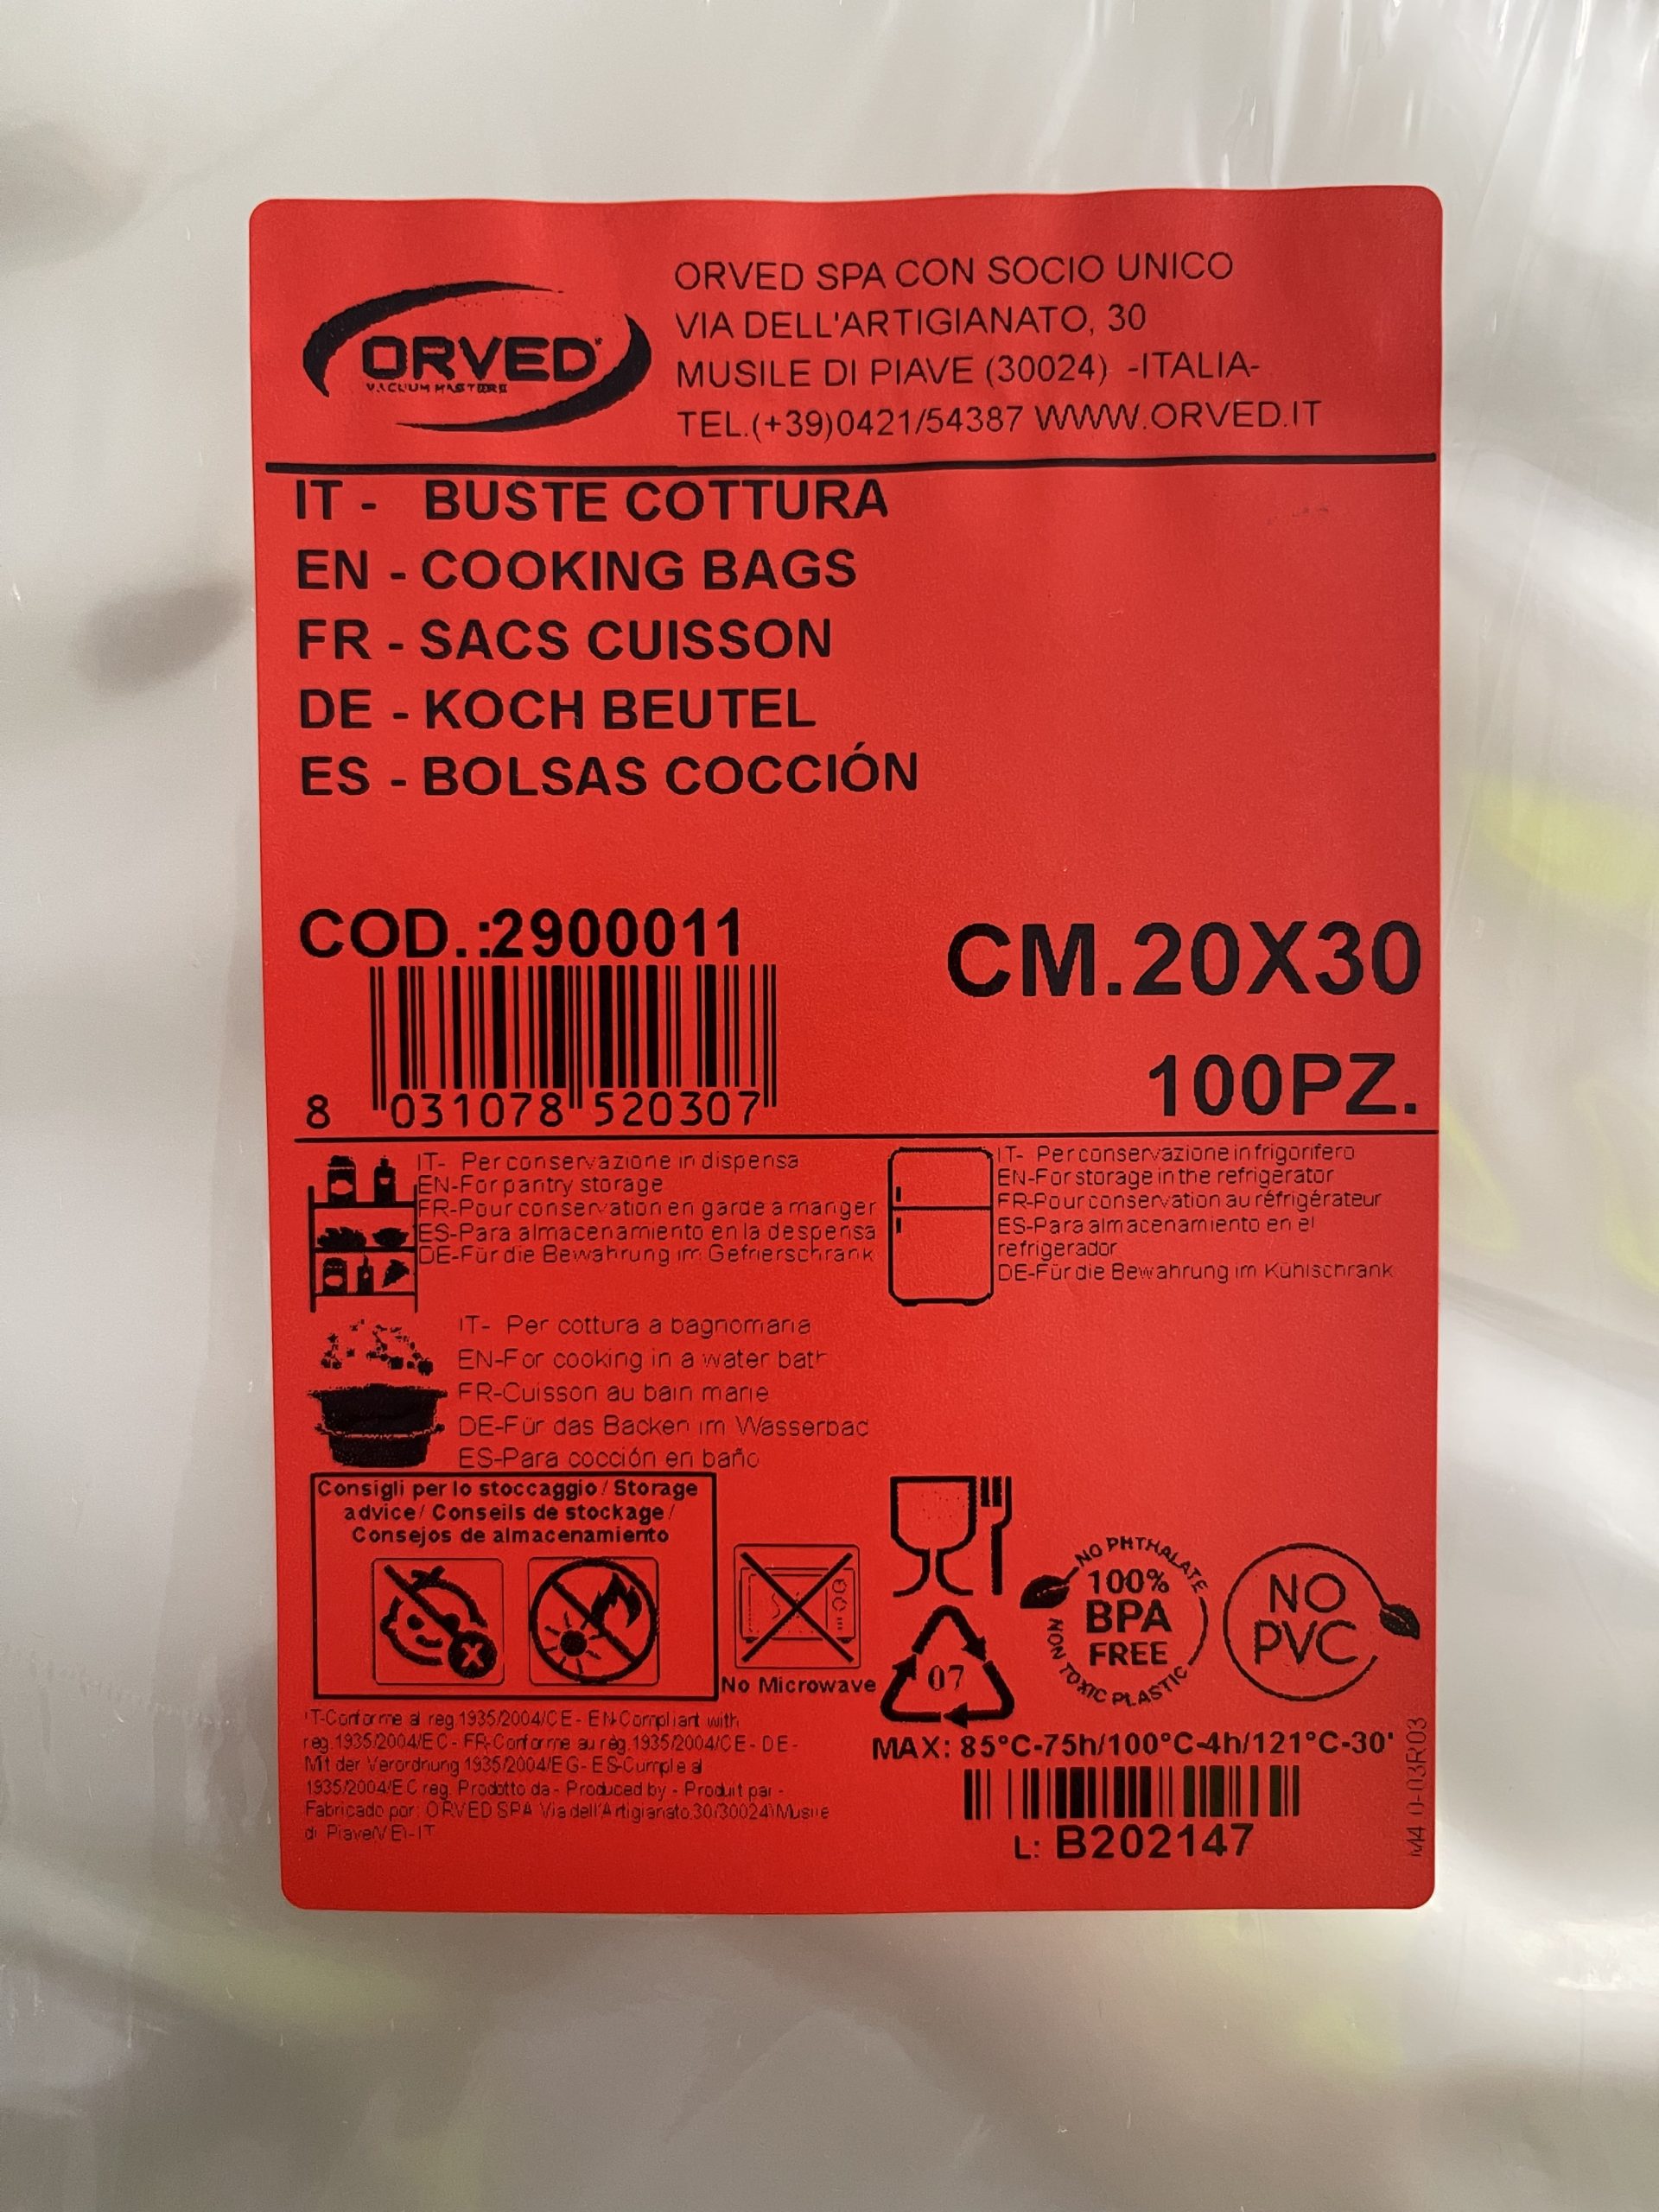 ORVED
VACUUM MASTERS
ORVED SPA CON SOCIO UNICO
VIA DELL'ARTIGIANATO, 30
MUSILE DI PIAVE (30024) -ITALIA-
TEL.(+39)0421/54387 WWW.ORVED.IT
IT - BUSTE COTTURA
EN - COOKING BAGS
FR - SACS CUISSON
DE - KOCH BEUTEL
ES - BOLSAS COCCIÓN
COD.:2900011
CM.20X30
8 031078 520307
100PZ.
IT- Per conservazione in dispensa
EN-For pantry storage
FR-Pour conservation en garde a manger
ES-Para almacenamiento en la despensa
DE-Für die Bewahrung im Gefrierschrank
IT- Per conservazione in frigorifero
EN-For storage in the refrigerator
FR-Pour conservation au réfrigérateur
ES-Para almacenamiento en el
refrigerador
DE-Für die Bewahrung im Kühlschrank
IT- Per cottura a bagnomaria
EN-For cooking in a water bath
FR-Cuisson au bain marie
DE-Für das Backen im Wasserbad
ES-Para cocción en baño
Consigli per lo stoccaggio / Storage
advice / Conseils de stockage /
Consejos de almacenamiento
No Microwave
07
NO PHTHALATE
100%
BPA
FREE
NON TOXIC PLASTIC
NO
PVC
IT-Conforme al reg.1935/2004/CE - EN-Compliant with
reg.1935/2004/EC - FR-Conforme au rég.1935/2004/CE - DE-
Mit der Verordnung 1935/2004/EG - ES-Cumple al
1935/2004/EC reg. Prodotto da - Produced by - Produit par -
Fabricado por: ORVED SPA Via dell'Artigianato,30(30024)Musile
di Piave(VE)-IT
MAX: 85°C-75h/100°C-4h/121°C-30'
L: B202147
M4.0-03R03